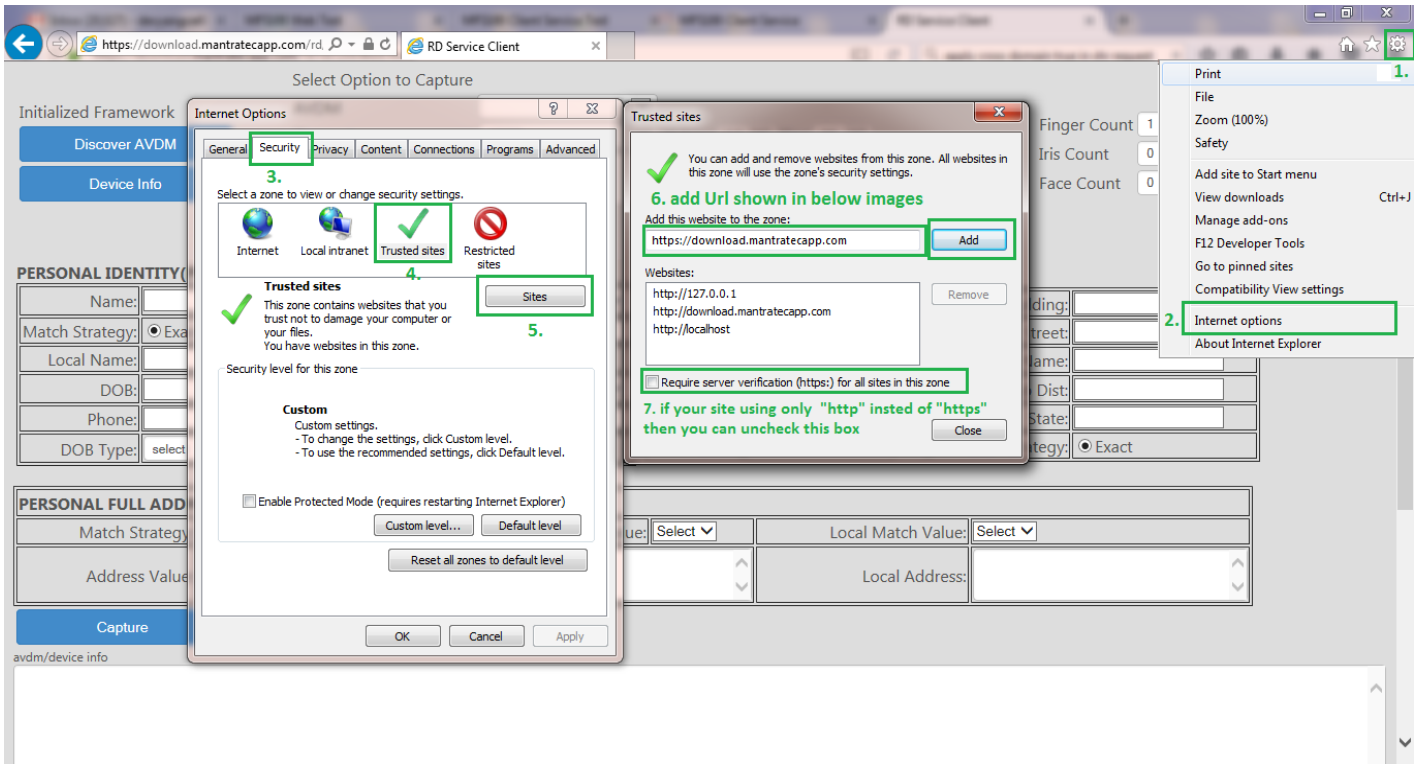 https://download.mantratecapp.com/rd,
RD Service Client
1.
Select Option to Capture
Initialized Framework
Discover AVDM
Device Info
Finger Count 1
Iris Count 0
Face Count 0
Print
File
Zoom (100%)
Safety
Add site to Start menu
View downloads Ctrl+J
Manage add-ons
F12 Developer Tools
Go to pinned sites
Compatibility View settings
2. Internet options
About Internet Explorer
Internet Options
General Security Privacy Content Connections Programs Advanced
3.
Select a zone to view or change security settings.
Internet Local intranet Trusted sites Restricted
sites
4.
Trusted sites
Sites
5.
This zone contains websites that you
trust not to damage your computer or
your files.
You have websites in this zone.
Security level for this zone
Custom
Custom settings.
- To change the settings, click Custom level.
- To use the recommended settings, click Default level.
Enable Protected Mode (requires restarting Internet Explorer)
Custom level... Default level
Reset all zones to default level
OK Cancel Apply
Trusted sites
You can add and remove websites from this zone. All websites in
this zone will use the zone's security settings.
6. add Url shown in below images
Add this website to the zone:
https://download.mantratecapp.com Add
Websites:
http://127.0.0.1
http://download.mantratecapp.com
http://localhost
Remove
Require server verification (https:) for all sites in this zone
7. if your site using only "http" insted of "https"
then you can uncheck this box
Close
PERSONAL IDENTITY(
Name:
Match Strategy: Exa
Local Name:
DOB:
Phone:
DOB Type: select
lding:
treet:
lame:
Dist:
State:
tegy: Exact
PERSONAL FULL ADD
Match Strategy
ue: Select
Local Match Value: Select
Address Value
Local Address:
Capture
avdm/device info